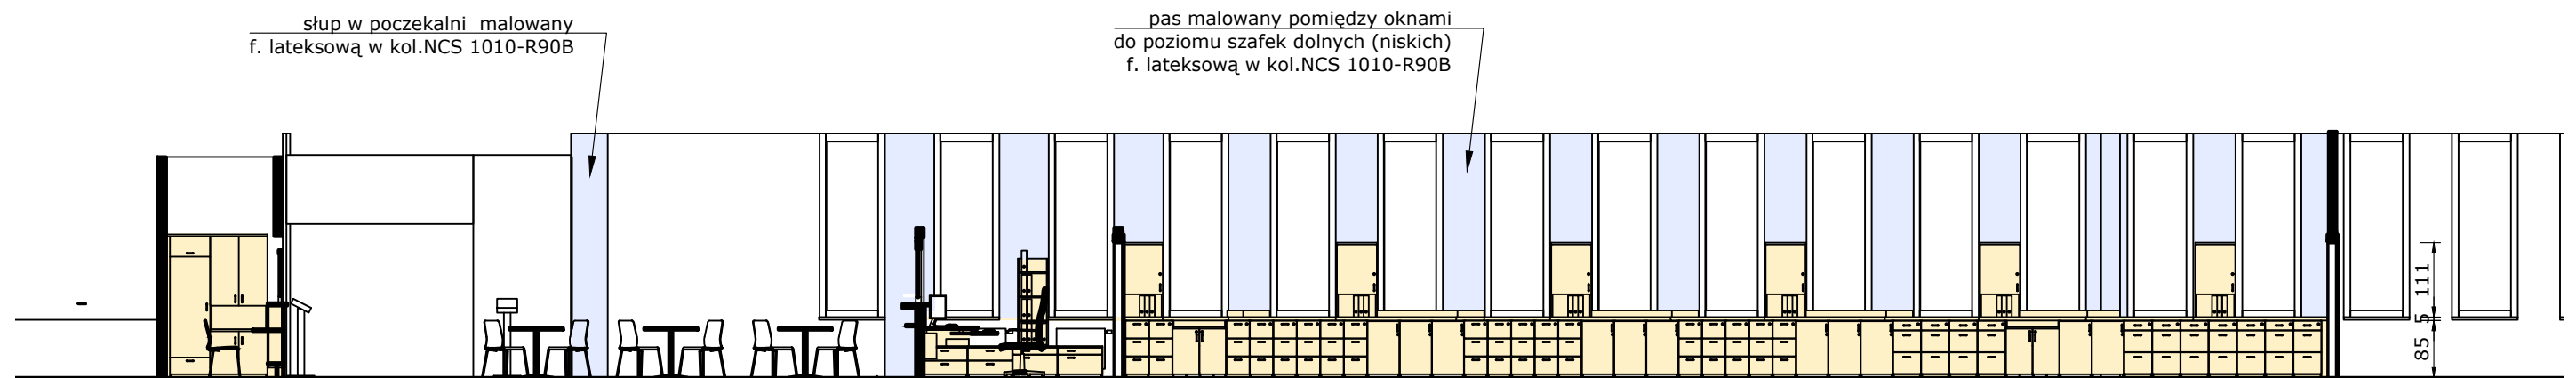 słup w poczekalni malowany
f. lateksową w kol.NCS 1010-R90B
pas malowany pomiędzy oknami
do poziomu szafek dolnych (niskich)
f. lateksową w kol.NCS 1010-R90B
111
5
85